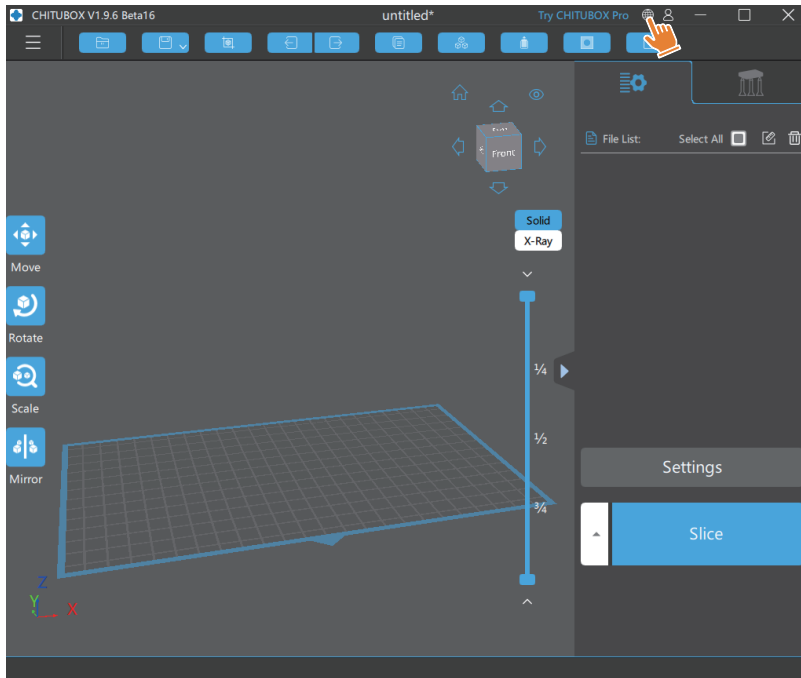 CHITUBOX V1.9.6 Beta16 untitled* Try CHITUBOX Pro
File List: Select All
Front
Solid
X-Ray
Move
Rotate
Scale
Mirror
¼
½
¾
Settings
Slice
Z
Y
X